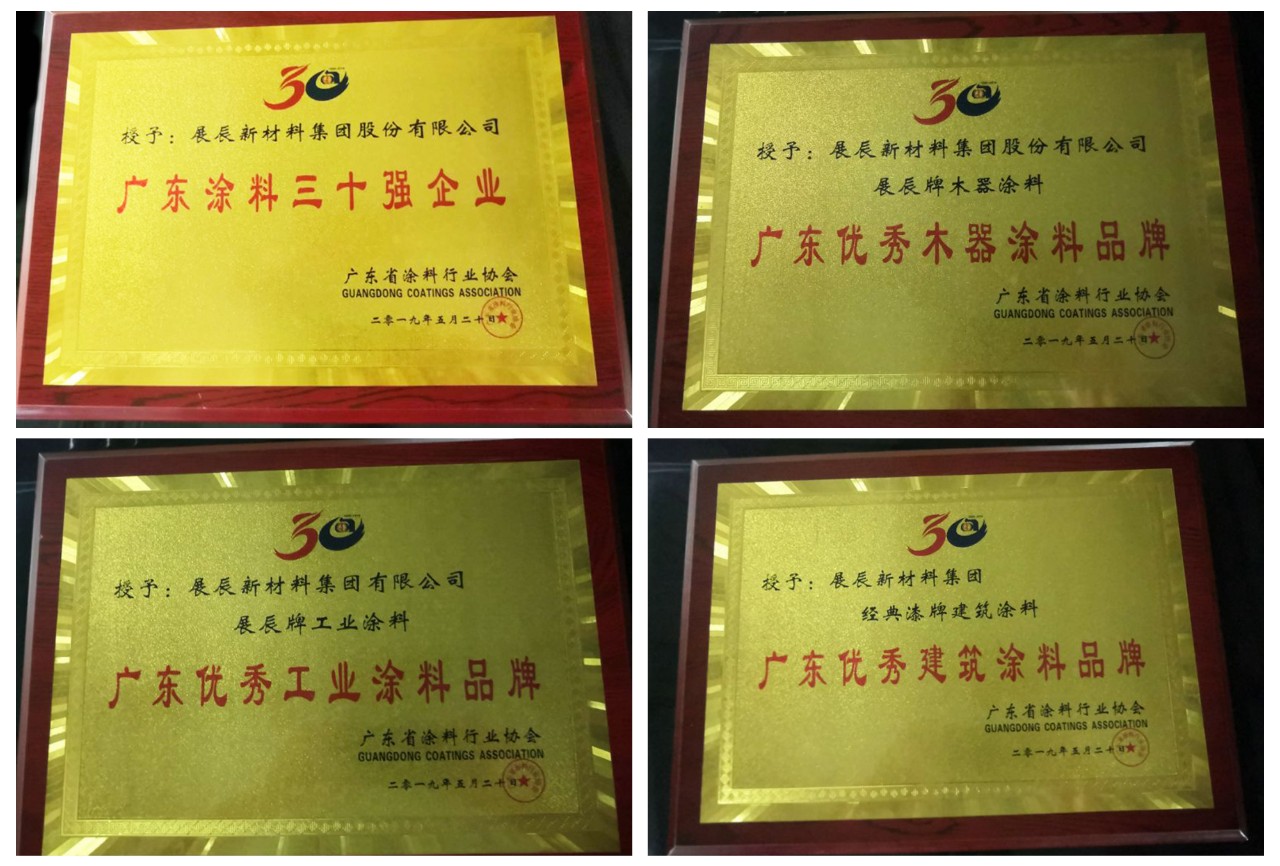 30
授予：展辰新材料集团股份有限公司
广东涂料三十强企业
广东省涂料行业协会
GUANGDONG COATINGS ASSOCIATION
二零一九年五月二十日
30
授予：展辰新材料集团股份有限公司
展辰牌木器涂料
广东优秀木器涂料品牌
广东省涂料行业协会
GUANGDONG COATINGS ASSOCIATION
二零一九年五月二十日
30
授予：展辰新材料集团有限公司
展辰牌工业涂料
广东优秀工业涂料品牌
广东省涂料行业协会
GUANGDONG COATINGS ASSOCIATION
二零一九年五月二十日
30
授予：展辰新材料集团
经典漆牌建筑涂料
广东优秀建筑涂料品牌
广东省涂料行业协会
GUANGDONG COATINGS ASSOCIATION
二零一九年五月二十日